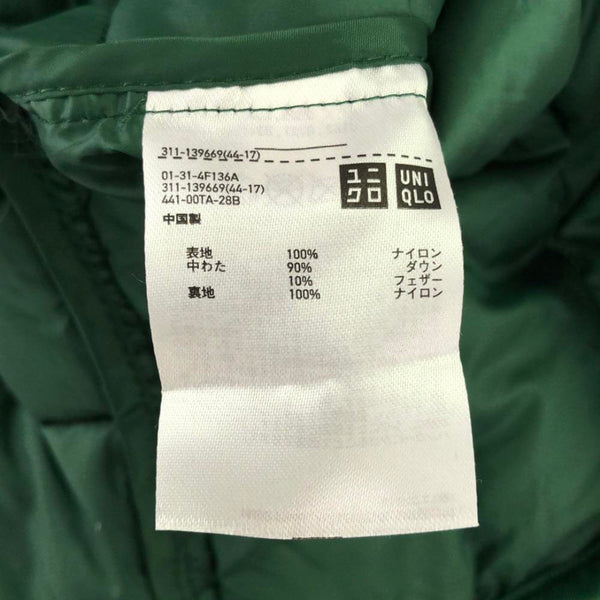 311-139669(44-17)
01-31-4F136A
311-139669(44-17)
441-00TA-28B
中国製
ユニクロ
UNIQLO
表地 100% ナイロン
中わた 90% ダウン
10% フェザー
裏地 100% ナイロン